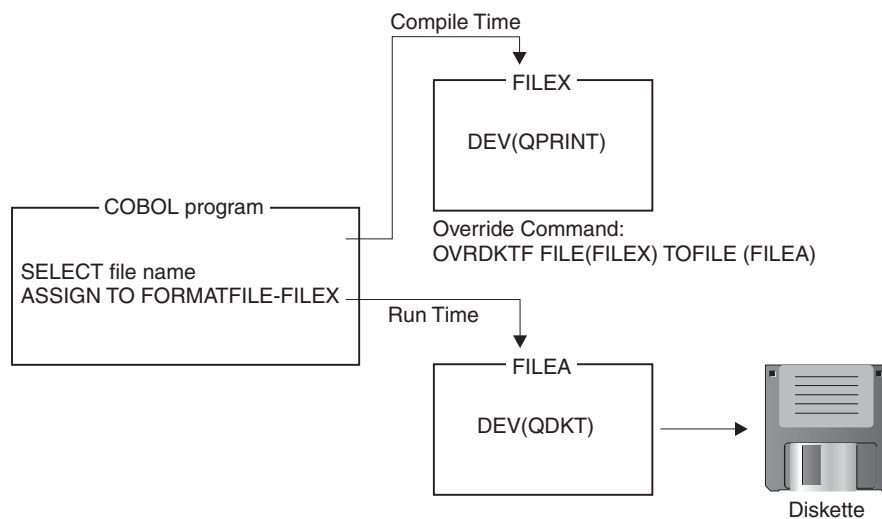 Compile Time
FILEX
DEV(QPRINT)
COBOL program
Override Command:
OVRDKTF FILE(FILEX) TOFILE (FILEA)
SELECT file name
ASSIGN TO FORMATFILE-FILEX
Run Time
FILEA
DEV(QDKT)
Diskette